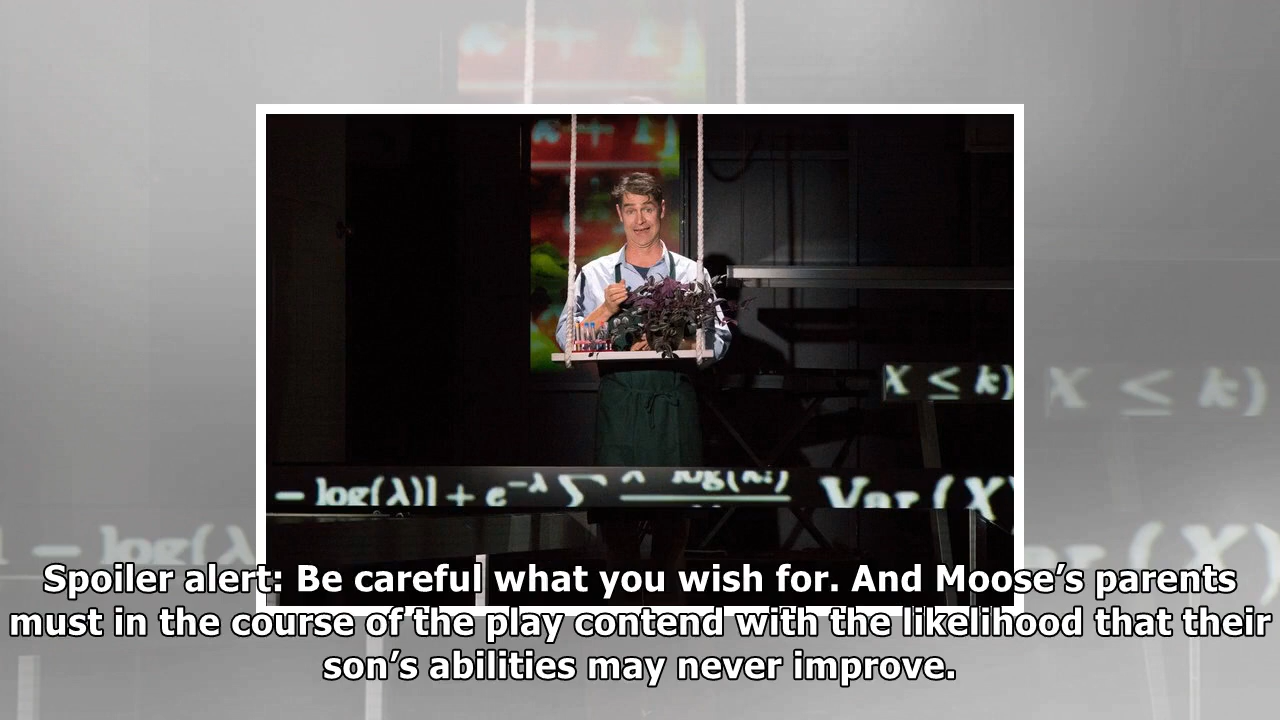 X ≤ k)
− log(λ)] + e^−λ
Var (X
Spoiler alert: Be careful what you wish for. And Moose’s parents
must in the course of the play contend with the likelihood that their
son’s abilities may never improve.